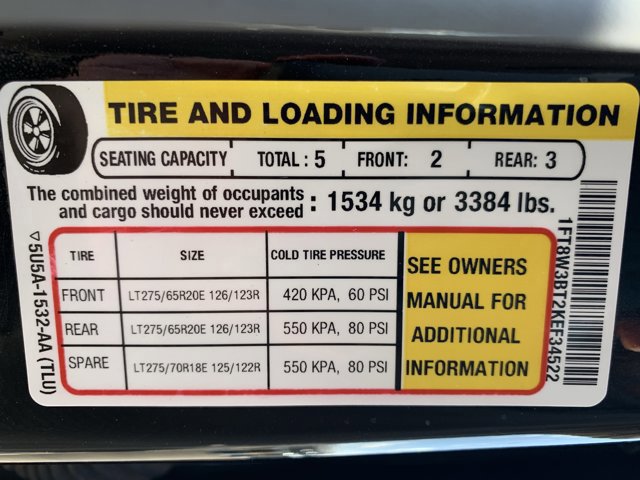 TIRE AND LOADING INFORMATION
SEATING CAPACITY TOTAL : 5 FRONT: 2 REAR: 3
The combined weight of occupants
and cargo should never exceed : 1534 kg or 3384 lbs.
TIRE SIZE COLD TIRE PRESSURE
FRONT LT275/65R20E 126/123R 420 KPA, 60 PSI
REAR LT275/65R20E 126/123R 550 KPA, 80 PSI
SPARE LT275/70R18E 125/122R 550 KPA, 80 PSI
SEE OWNERS
MANUAL FOR
ADDITIONAL
INFORMATION
▽5U5A-1532-AA (TLU)
1FT8W3BT2KEF34522